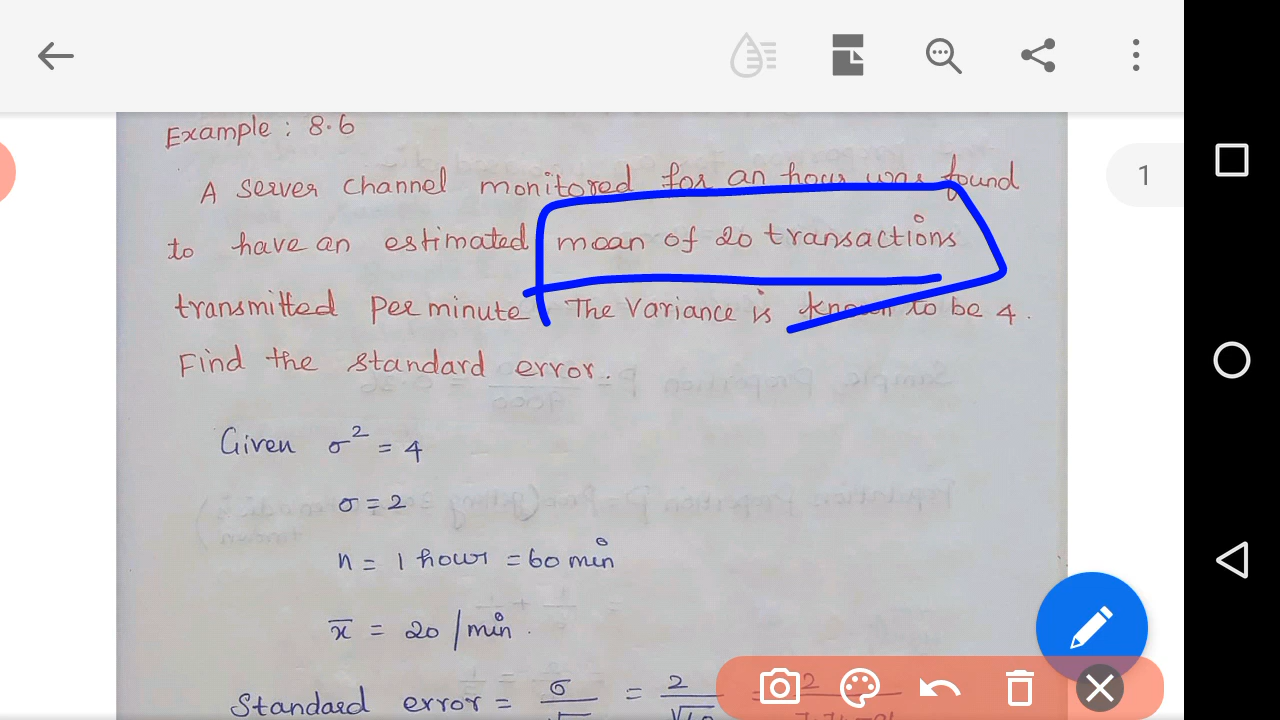 1
Example : 8.6
A server channel monitored for an hour was found
to have an estimated mean of 20 transactions
transmitted per minute The variance is known to be 4.
Find the standard error.
Given σ² = 4
σ = 2
n = 1 hour = 60 min
x̄ = 20 /min.
Standard error = σ/√ = 2/√ = 2